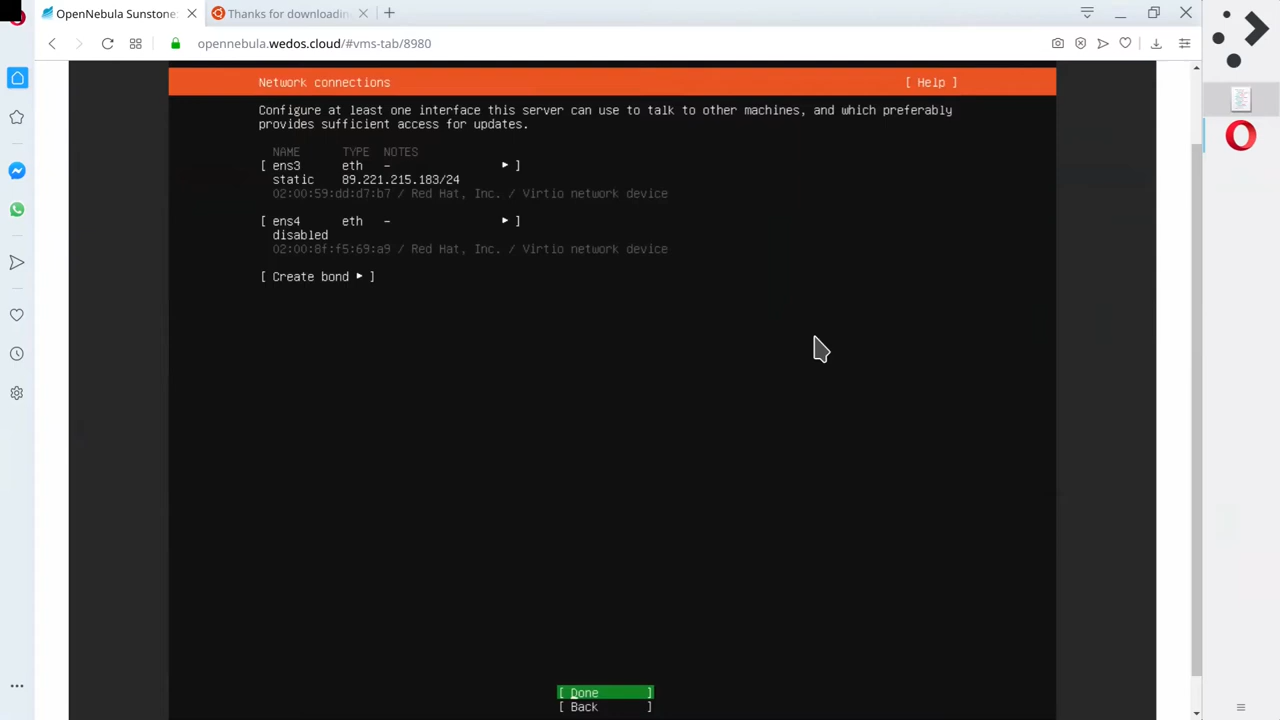 OpenNebula Sunstone:
Thanks for downloadin
opennebula.wedos.cloud/#vms-tab/8980
Network connections [ Help ]
Configure at least one interface this server can use to talk to other machines, and which preferably
provides sufficient access for updates.
NAME TYPE NOTES
[ ens3 eth - ▸ ]
static 89.221.215.183/24
02:00:59:dd:d7:b7 / Red Hat, Inc. / Virtio network device
[ ens4 eth - ▸ ]
disabled
02:00:8f:f5:69:a9 / Red Hat, Inc. / Virtio network device
[ Create bond ▸ ]
[ Done ]
[ Back ]